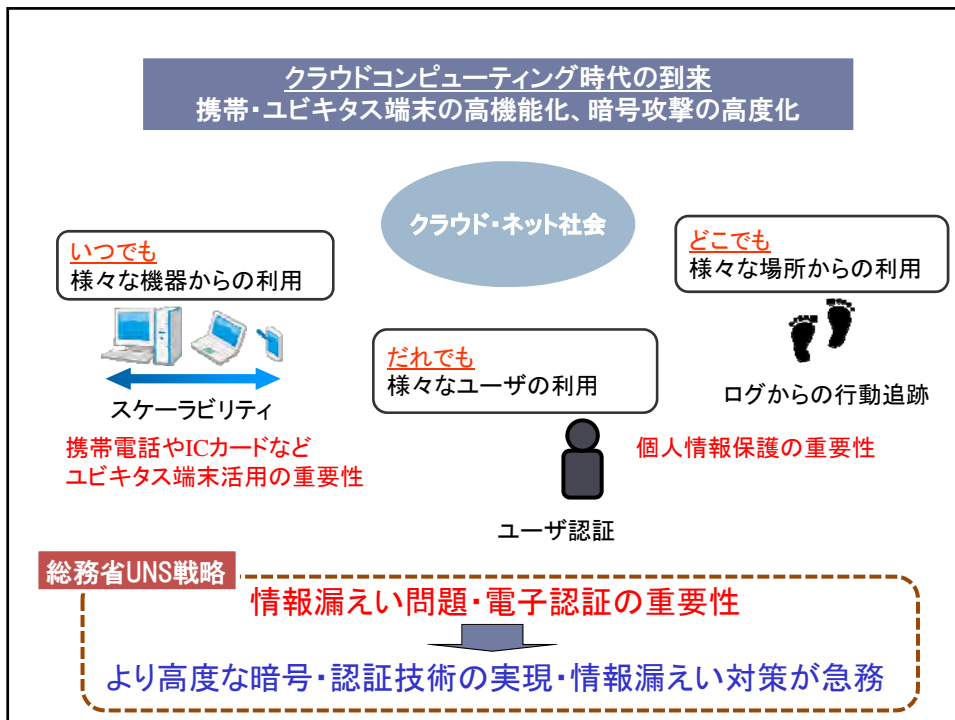 クラウドコンピューティング時代の到来
携帯・ユビキタス端末の高機能化、暗号攻撃の高度化
クラウド・ネット社会
いつでも
様々な機器からの利用
どこでも
様々な場所からの利用
だれでも
様々なユーザの利用
スケーラビリティ
ログからの行動追跡
携帯電話やICカードなど
ユビキタス端末活用の重要性
個人情報保護の重要性
ユーザ認証
総務省UNS戦略
情報漏えい問題・電子認証の重要性
より高度な暗号・認証技術の実現・情報漏えい対策が急務